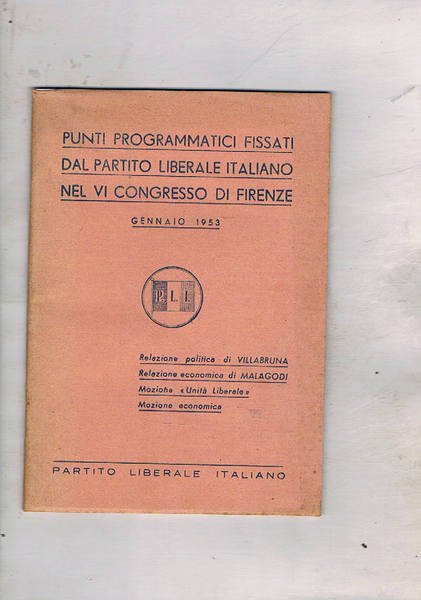 PUNTI PROGRAMMATICI FISSATI
DAL PARTITO LIBERALE ITALIANO
NEL VI CONGRESSO DI FIRENZE
GENNAIO 1953
P. L. I.
Relazione politica di VILLABRUNA
Relazione economica di MALAGODI
Mozione «Unità Liberale»
Mozione economica
PARTITO LIBERALE ITALIANO